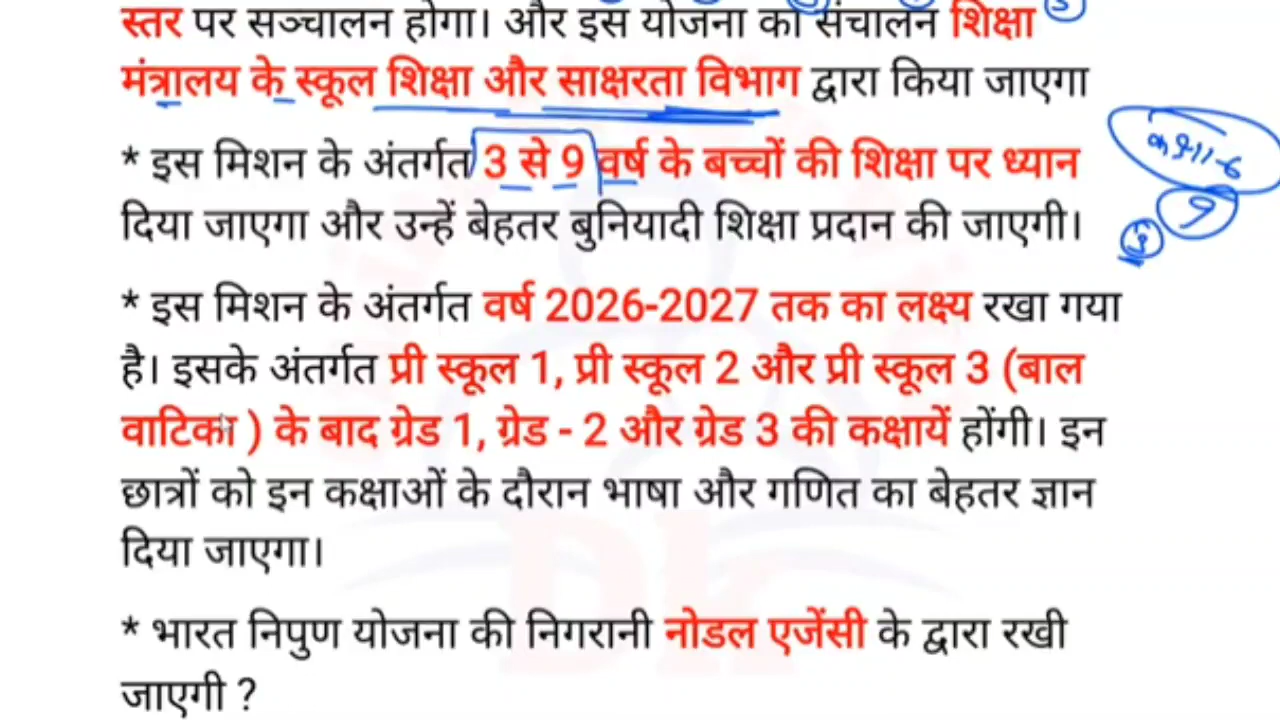 स्तर पर सञ्चालन होगा। और इस योजना का संचालन शिक्षा
मंत्रालय के स्कूल शिक्षा और साक्षरता विभाग द्वारा किया जाएगा
* इस मिशन के अंतर्गत 3 से 9 वर्ष के बच्चों की शिक्षा पर ध्यान
दिया जाएगा और उन्हें बेहतर बुनियादी शिक्षा प्रदान की जाएगी।
9
* इस मिशन के अंतर्गत वर्ष 2026-2027 तक का लक्ष्य रखा गया
है। इसके अंतर्गत प्री स्कूल 1, प्री स्कूल 2 और प्री स्कूल 3 (बाल
वाटिका ) के बाद ग्रेड 1, ग्रेड - 2 और ग्रेड 3 की कक्षायें होंगी। इन
छात्रों को इन कक्षाओं के दौरान भाषा और गणित का बेहतर ज्ञान
दिया जाएगा।
* भारत निपुण योजना की निगरानी नोडल एजेंसी के द्वारा रखी
जाएगी ?